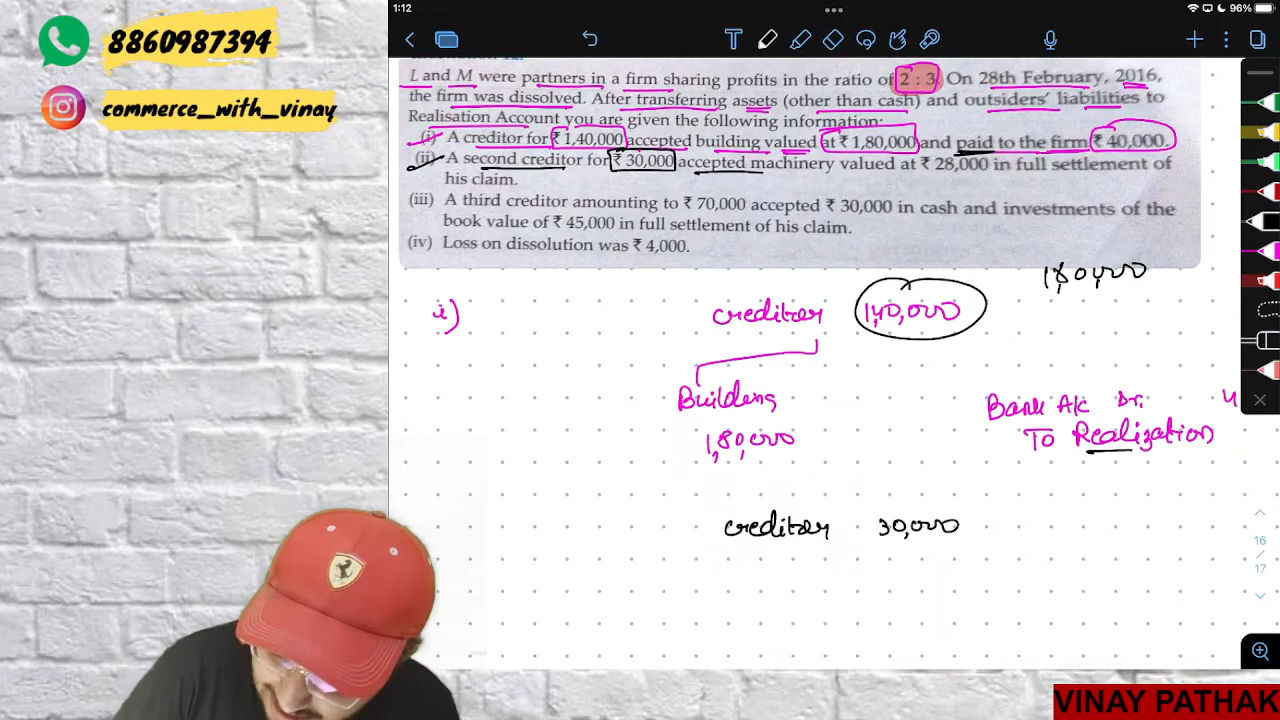 8860987394
commerce_with_vinay
1:12
96%
L and M were partners in a firm sharing profits in the ratio of 2 : 3. On 28th February, 2016,
the firm was dissolved. After transferring assets (other than cash) and outsiders' liabilities to
Realisation Account you are given the following information:
(i) A creditor for ₹ 1,40,000 accepted building valued at ₹ 1,80,000 and paid to the firm ₹ 40,000.
(ii) A second creditor for ₹ 30,000 accepted machinery valued at ₹ 28,000 in full settlement of
his claim.
(iii) A third creditor amounting to ₹ 70,000 accepted ₹ 30,000 in cash and investments of the
book value of ₹ 45,000 in full settlement of his claim.
(iv) Loss on dissolution was ₹ 4,000.
1,80,000
i) creditor 1,40,000
Building
1,80,000
Bank A/c Dr. 4
To Realization
creditor 30,000
16
/
17
VINAY PATHAK